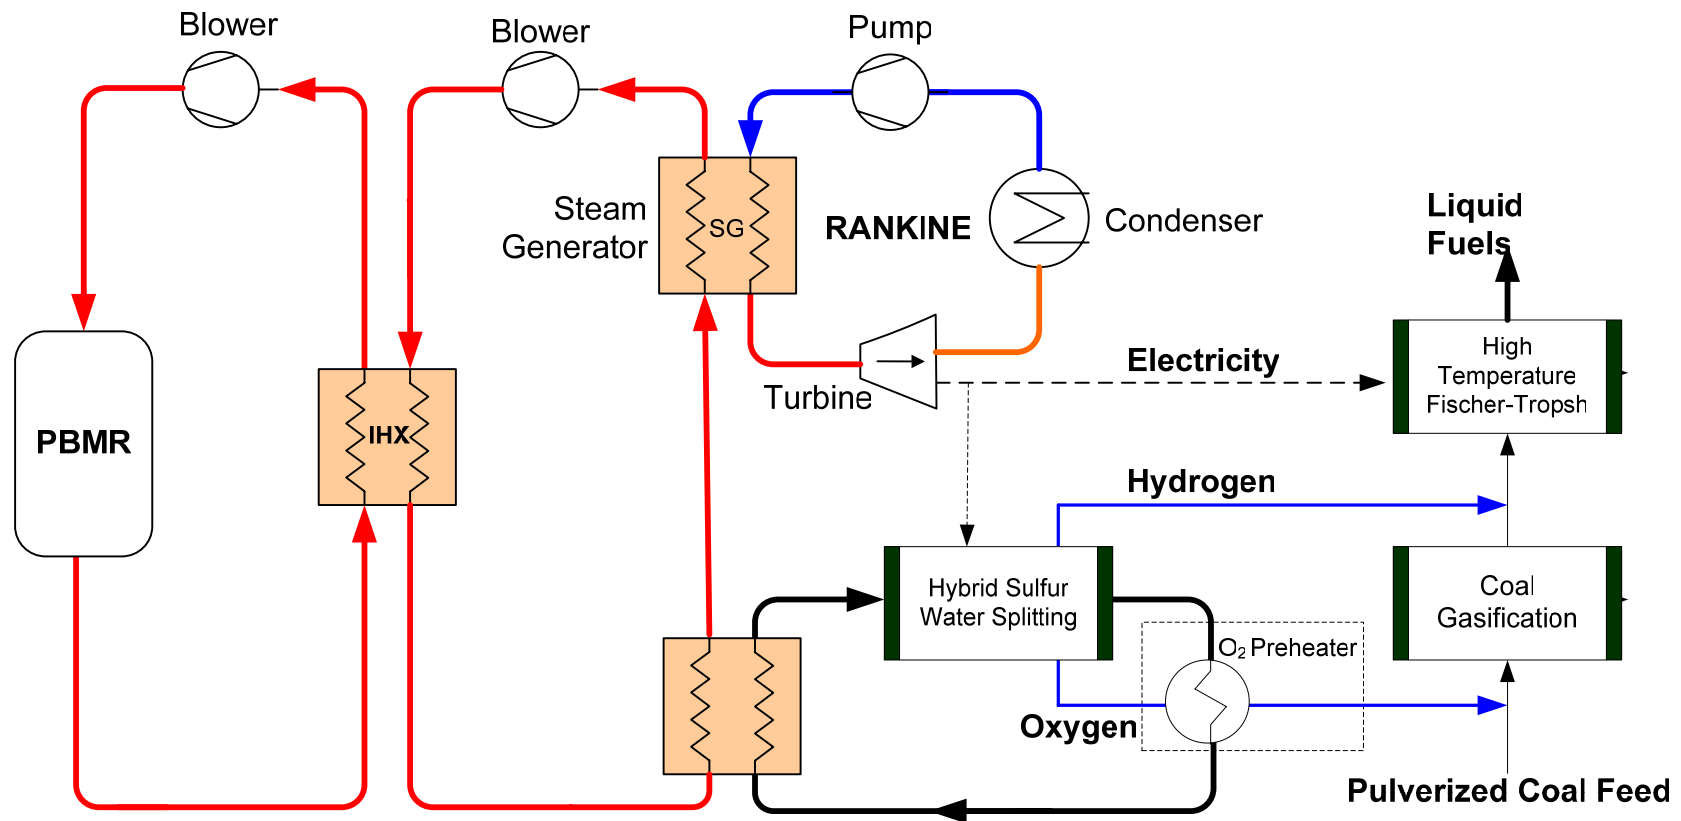 Blower
Blower
Pump
Steam
Generator
SG
RANKINE
Condenser
Liquid
Fuels
Turbine
Electricity
High
Temperature
Fischer-Tropsh
PBMR
IHX
Hydrogen
Hybrid Sulfur
Water Splitting
Coal
Gasification
O2 Preheater
Oxygen
Pulverized Coal Feed